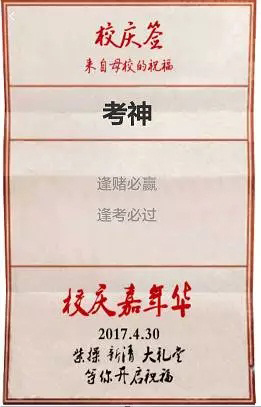 校庆签
来自母校的祝福
考神
逢赌必赢
逢考必过
校庆嘉年华
2017.4.30
紫操 新清 大礼堂
等你开启祝福